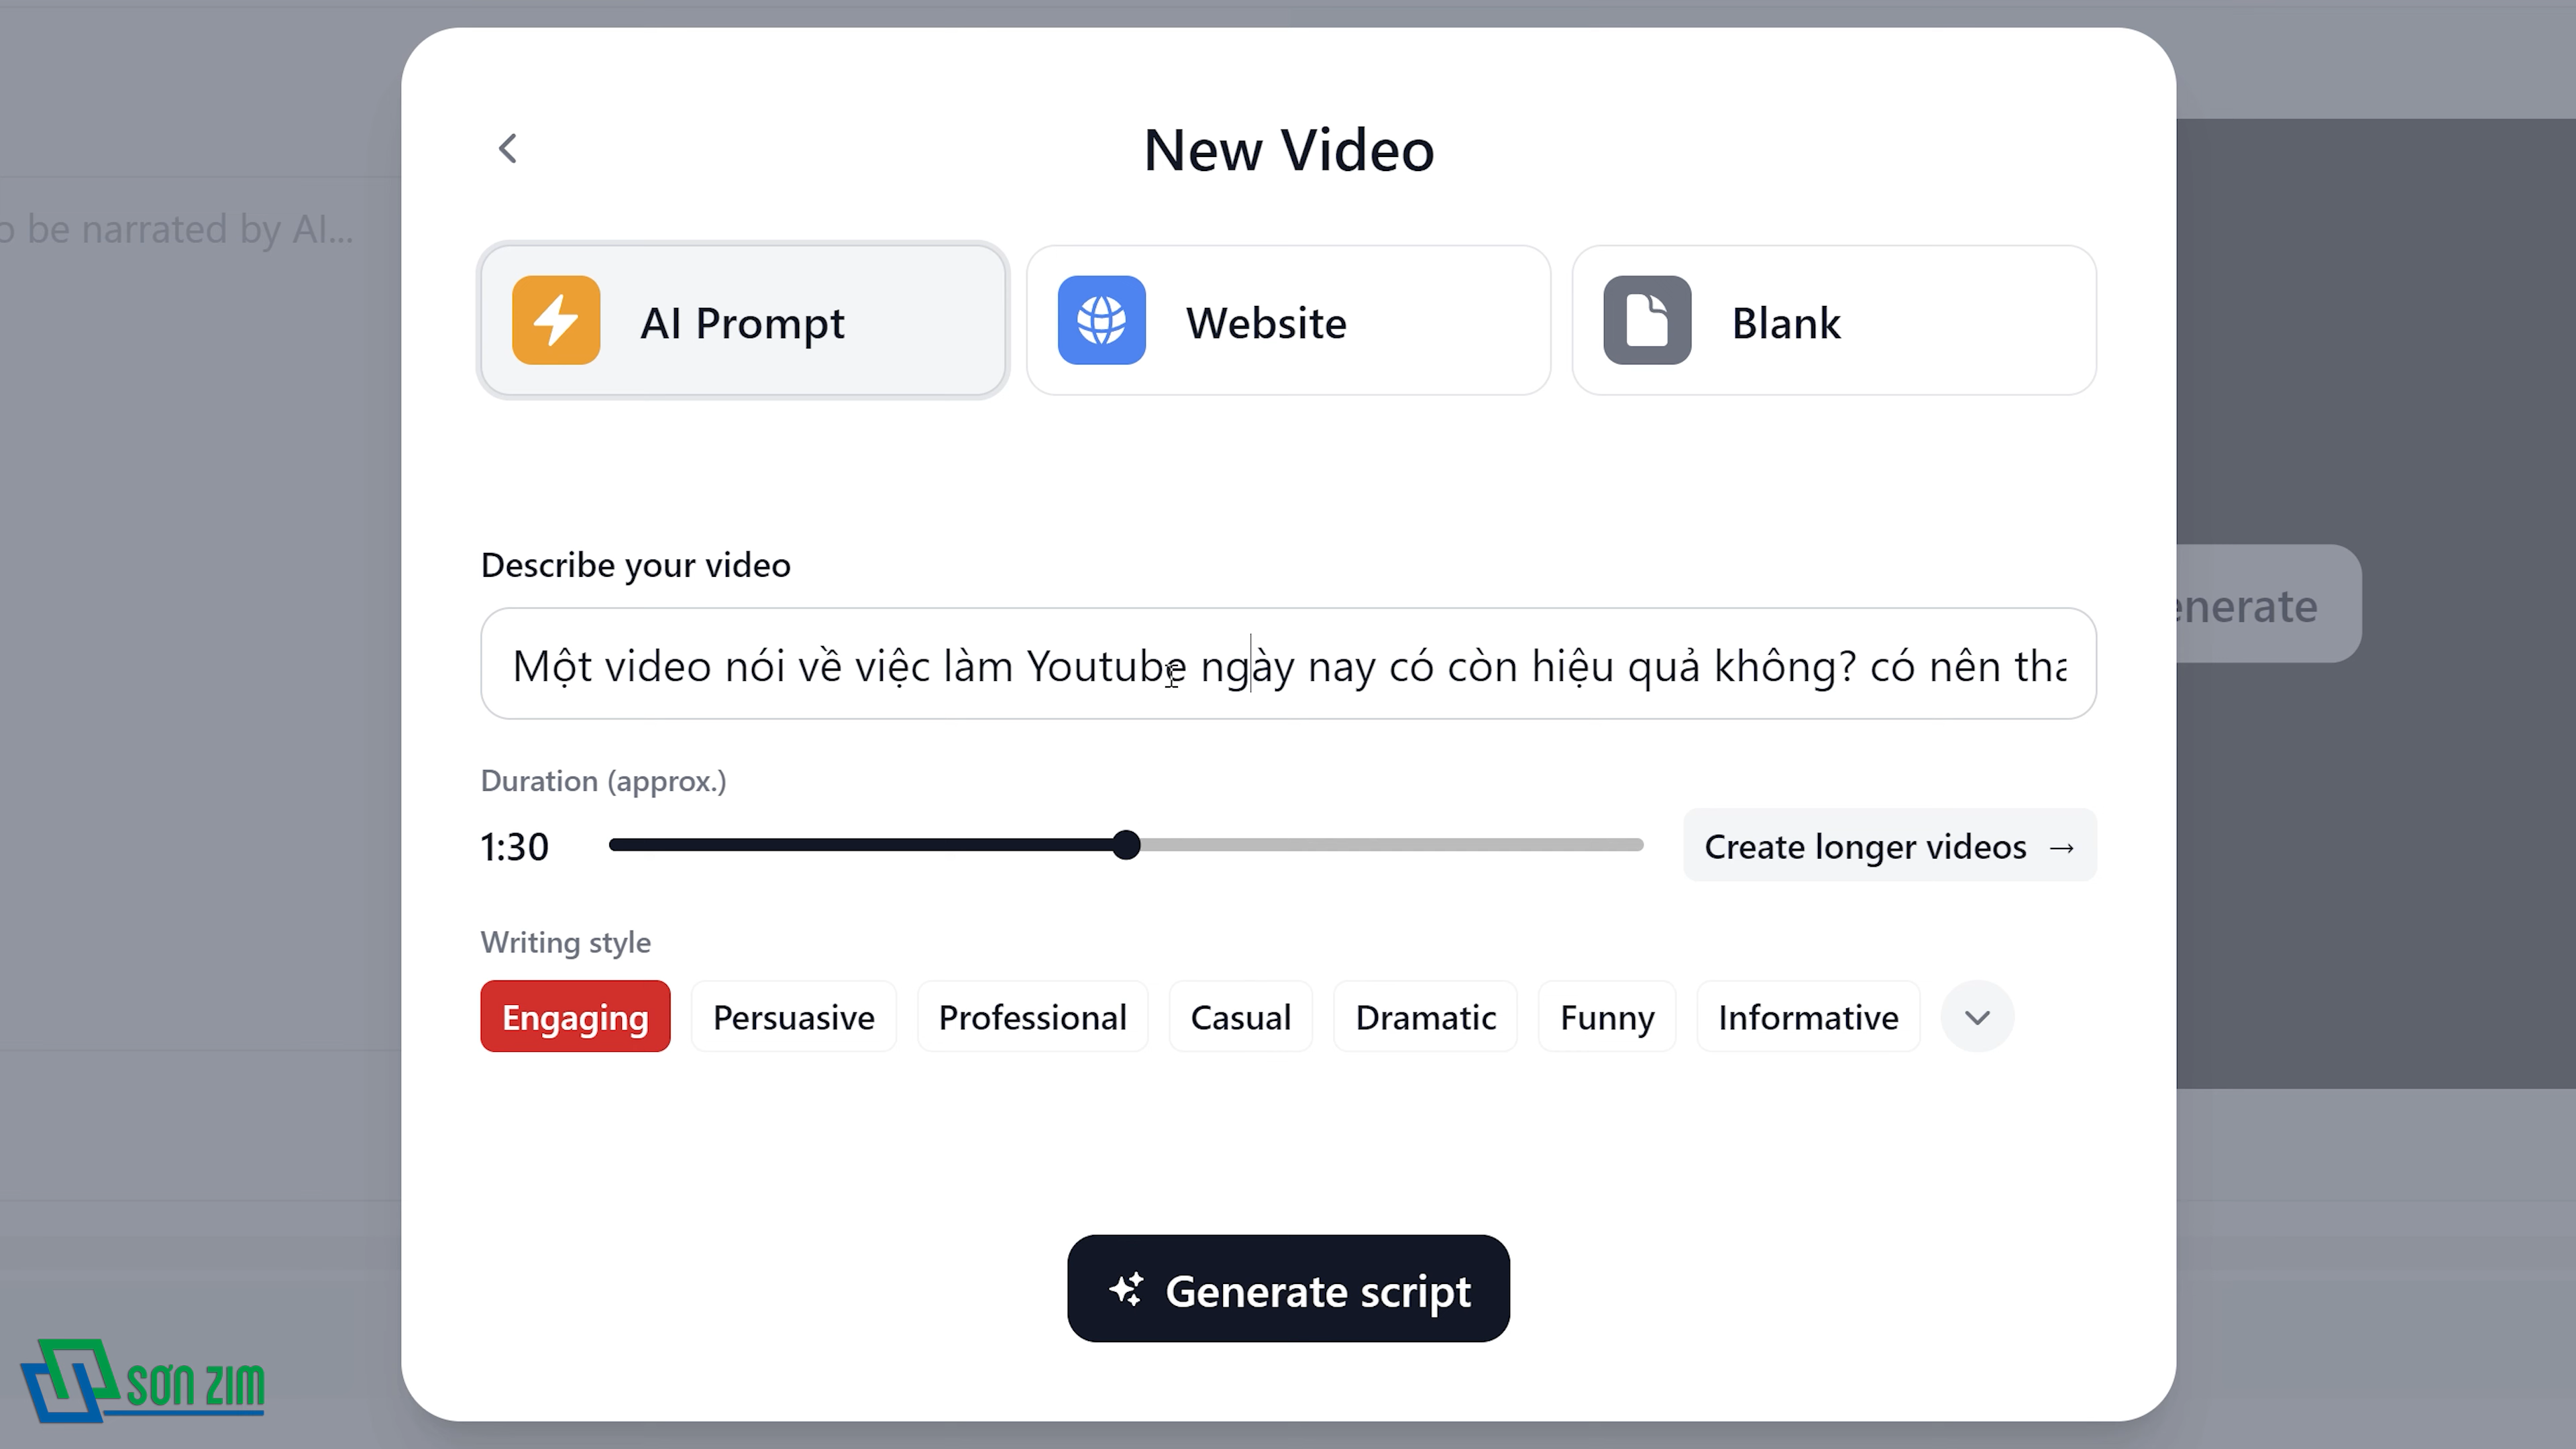 New Video
o be narrated by AI...
AI Prompt
Website
Blank
Describe your video
Một video nói về việc làm Youtube ngày nay có còn hiệu quả không? có nên tha
enerate
Duration (approx.)
1:30
Create longer videos →
Writing style
Engaging
Persuasive
Professional
Casual
Dramatic
Funny
Informative
Generate script
SƠN ZIM